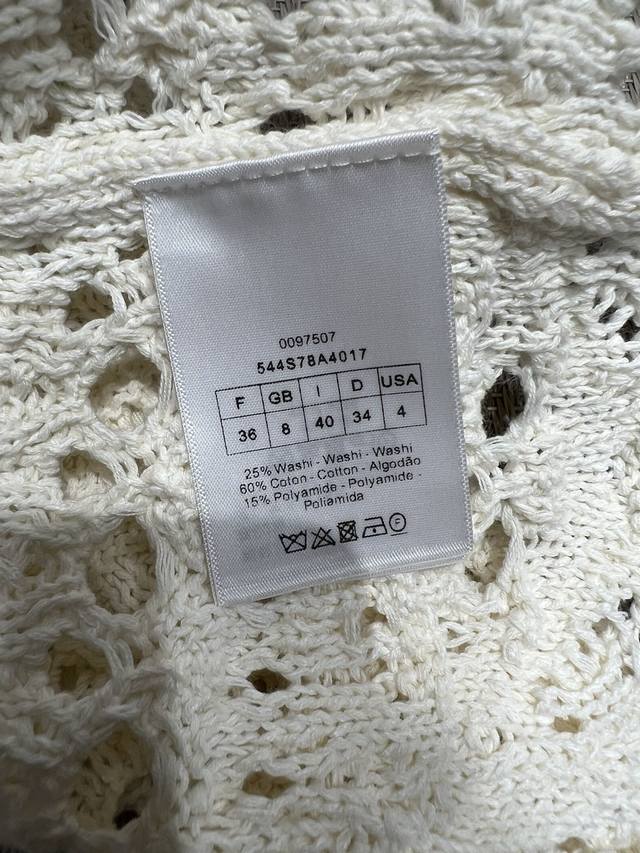 0097507
544S78A4017
F GB I D USA
36 8 40 34 4
25% Washi - Washi - Washi
60% Coton - Cotton - Algodão
15% Polyamide - Polyamide -
Poliamida
F